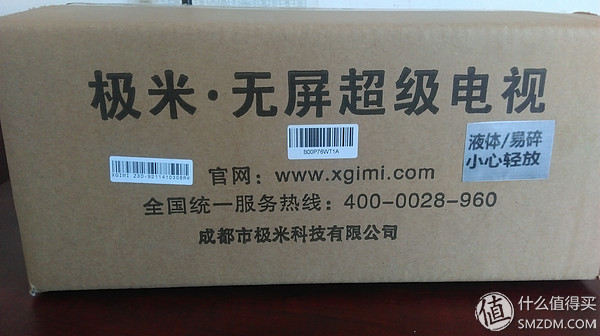 极米·无屏超级电视
B00P76WT1A
液体/易碎
小心轻放
官网：www.xgimi.com
全国统一服务热线：400-0028-960
成都市极米科技有限公司
值 什么值得买
SMZDM.COM